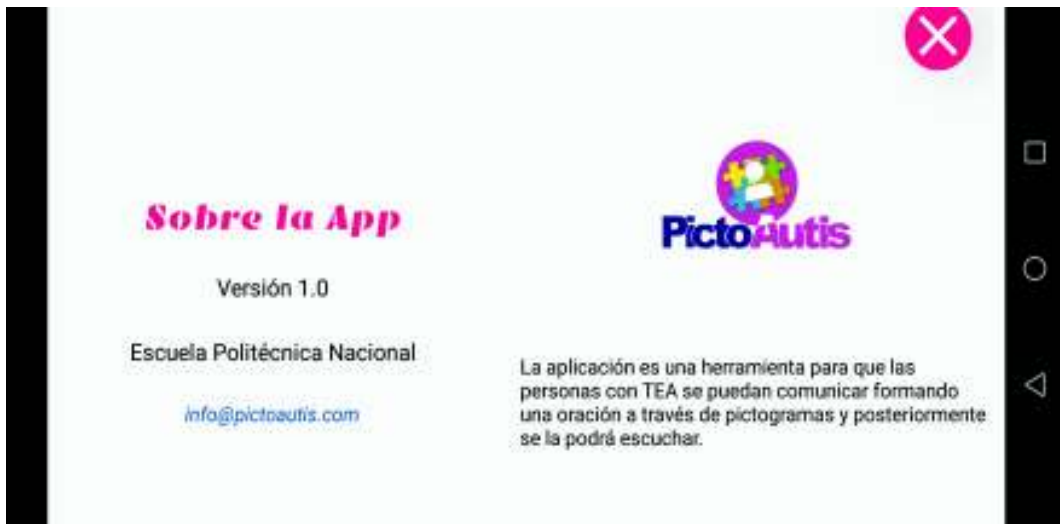 Sobre la App
Versión 1.0
Escuela Politécnica Nacional
info@pictoautis.com
PictoAutis
La aplicación es una herramienta para que las
personas con TEA se puedan comunicar formando
una oración a través de pictogramas y posteriormente
se la podrá escuchar.